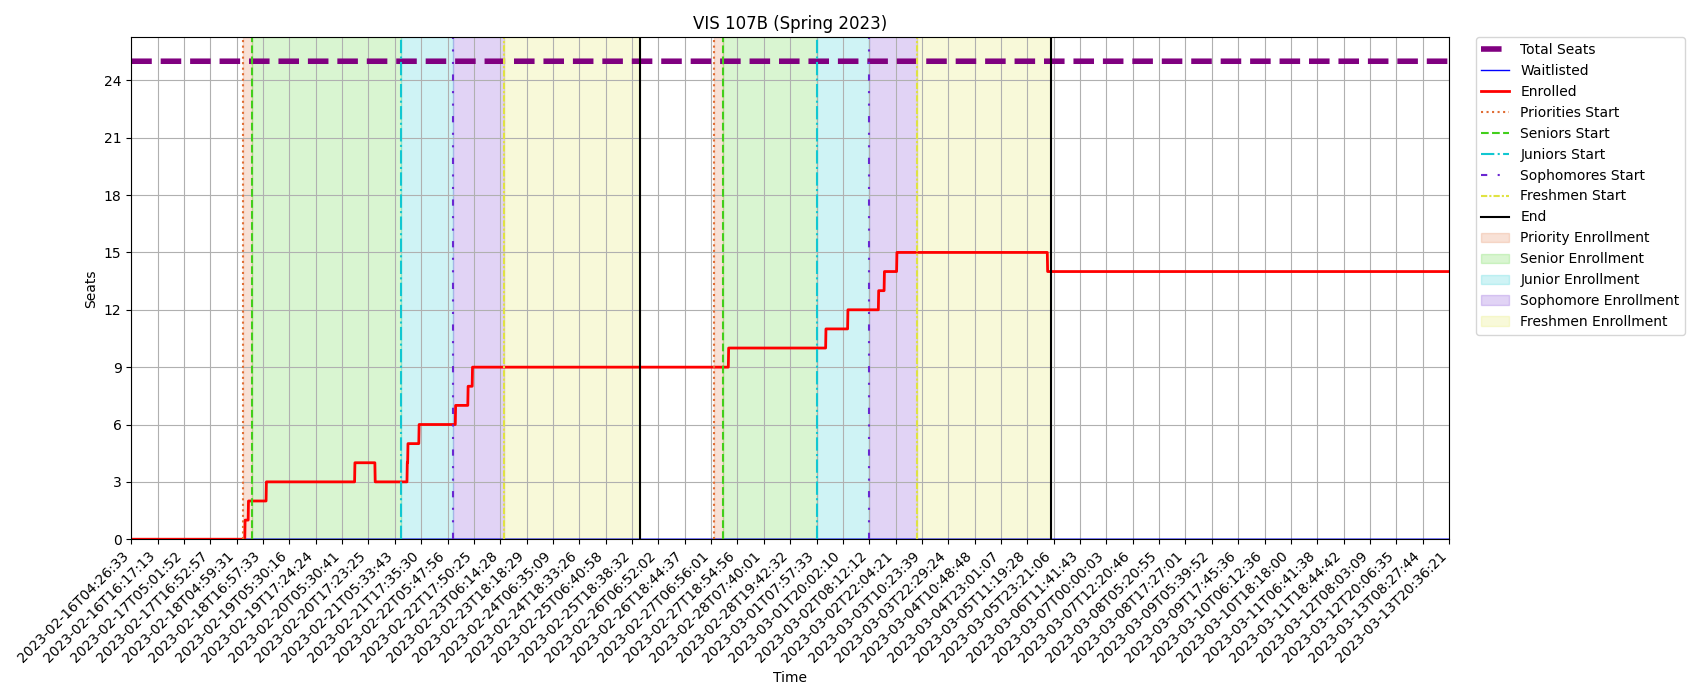 VIS 107B (Spring 2023)
Total Seats
Waitlisted
Enrolled
Priorities Start
Seniors Start
Juniors Start
Sophomores Start
Freshmen Start
End
Priority Enrollment
Senior Enrollment
Junior Enrollment
Sophomore Enrollment
Freshmen Enrollment
Seats
24
21
18
15
12
9
6
3
0
2023-02-16T04:26:33
2023-02-16T16:17:13
2023-02-17T05:01:52
2023-02-17T16:52:57
2023-02-18T04:59:31
2023-02-18T16:57:33
2023-02-19T05:30:16
2023-02-19T17:24:24
2023-02-20T05:30:41
2023-02-20T17:23:25
2023-02-21T05:33:43
2023-02-21T17:35:30
2023-02-22T05:47:56
2023-02-22T17:50:25
2023-02-23T06:14:28
2023-02-23T18:18:29
2023-02-24T06:35:09
2023-02-24T18:33:26
2023-02-25T06:40:58
2023-02-25T18:38:32
2023-02-26T06:52:02
2023-02-26T18:44:37
2023-02-27T06:56:01
2023-02-27T18:54:56
2023-02-28T07:40:01
2023-02-28T19:42:32
2023-03-01T07:57:33
2023-03-01T20:02:10
2023-03-02T08:12:12
2023-03-02T22:04:21
2023-03-03T10:23:39
2023-03-03T22:29:24
2023-03-04T10:48:48
2023-03-04T23:01:07
2023-03-05T11:19:28
2023-03-05T23:21:06
2023-03-06T11:41:43
2023-03-07T00:00:03
2023-03-07T12:20:46
2023-03-08T05:20:55
2023-03-08T17:27:01
2023-03-09T05:39:52
2023-03-09T17:45:36
2023-03-10T06:12:36
2023-03-10T18:18:00
2023-03-11T06:41:38
2023-03-11T18:44:42
2023-03-12T08:03:09
2023-03-12T20:06:35
2023-03-13T08:27:44
2023-03-13T20:36:21
Time